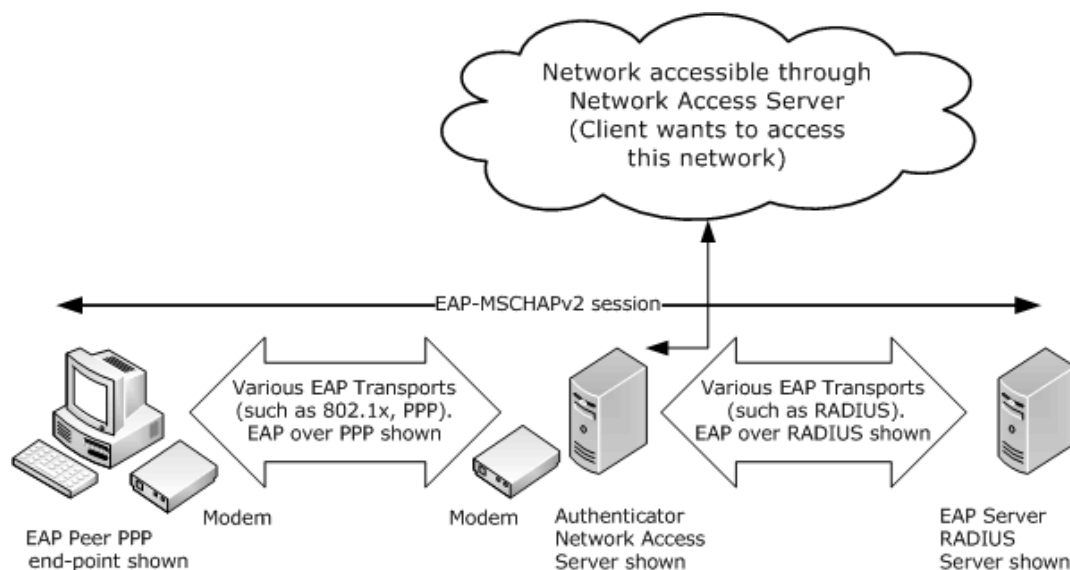 Network accessible through
Network Access Server
(Client wants to access
this network)
EAP-MSCHAPv2 session
Various EAP Transports
(such as 802.1x, PPP).
EAP over PPP shown
Various EAP Transports
(such as RADIUS).
EAP over RADIUS shown
Modem
Modem
EAP Peer PPP
end-point shown
Authenticator
Network Access
Server shown
EAP Server
RADIUS
Server shown